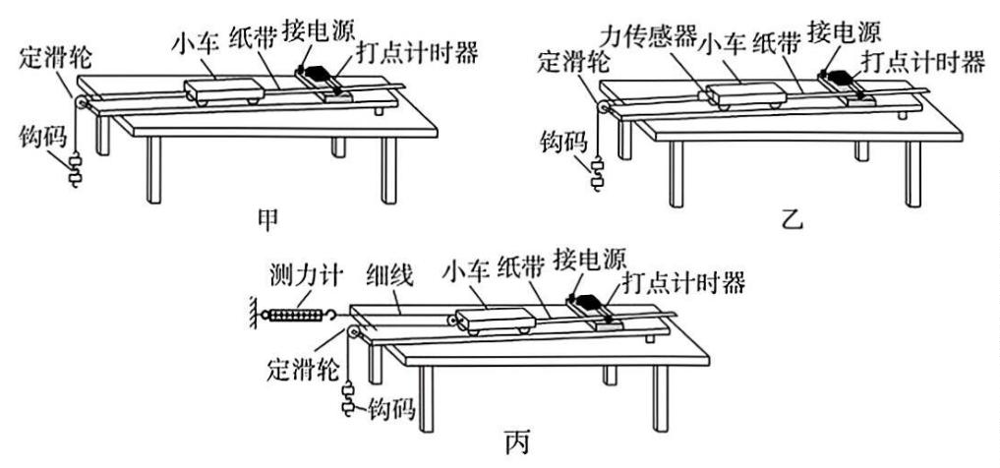 定滑轮
小车
纸带
接电源
打点计时器
钩码
甲
定滑轮
力传感器
小车
纸带
接电源
打点计时器
钩码
乙
测力计
细线
小车
纸带
接电源
打点计时器
定滑轮
钩码
丙